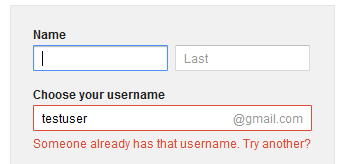 Name
Last
Choose your username
testuser @gmail.com
Someone already has that username. Try another?